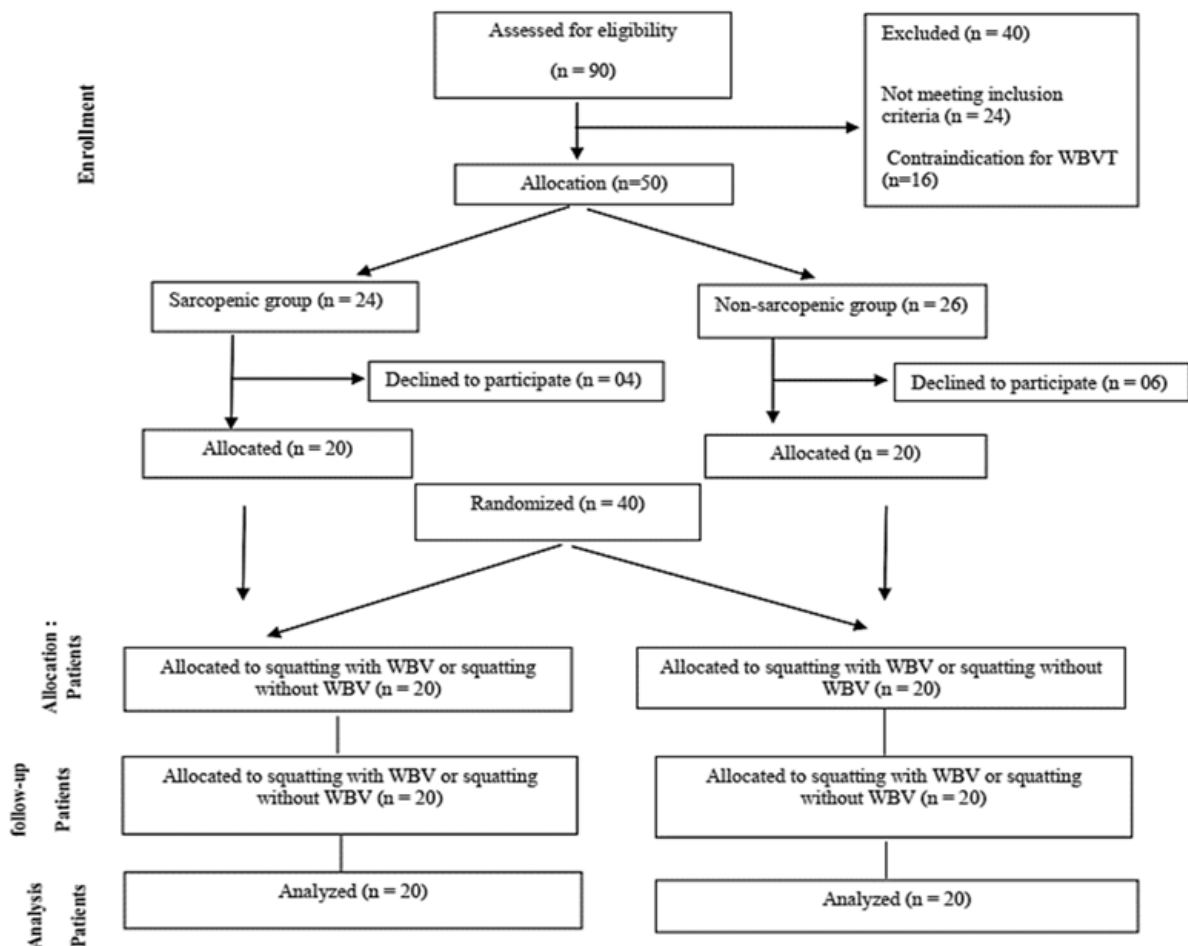 Assessed for eligibility
(n = 90)
Excluded (n = 40)
Not meeting inclusion
criteria (n = 24)
Contraindication for WBVT
(n=16)
Enrollment
Allocation (n=50)
Sarcopenic group (n = 24)
Non-sarcopenic group (n = 26)
Declined to participate (n = 04)
Declined to participate (n = 06)
Allocated (n = 20)
Allocated (n = 20)
Randomized (n = 40)
Allocation :
Patients
Allocated to squatting with WBV or squatting
without WBV (n = 20)
Allocated to squatting with WBV or squatting without
WBV (n = 20)
follow-up
Patients
Allocated to squatting with WBV or squatting
without WBV (n = 20)
Allocated to squatting with WBV or squatting
without WBV (n = 20)
Analysis
Patients
Analyzed (n = 20)
Analyzed (n = 20)